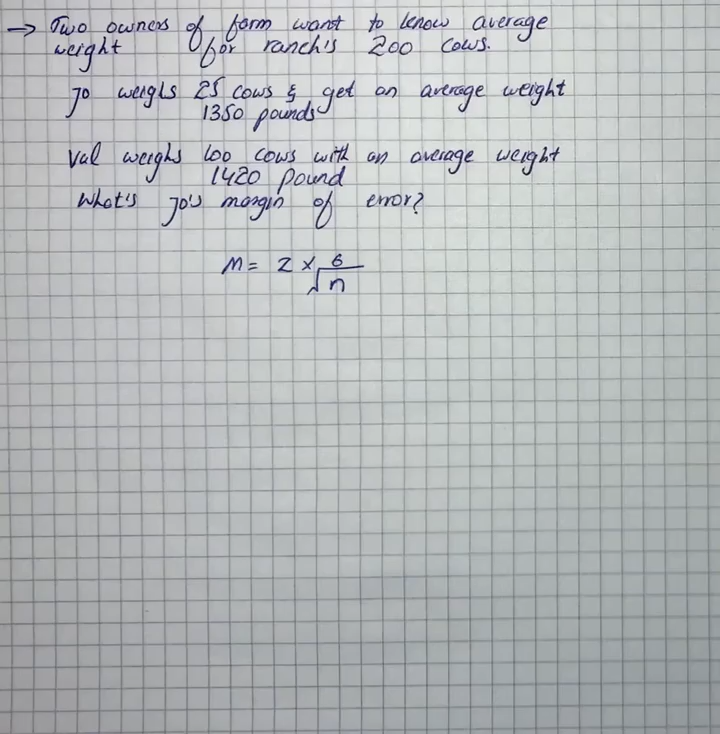 → Two owners of farm want to know average
weight for ranch's 200 cows.
Jo weighs 25 cows & get an average weight
1350 pounds
Val weighs 100 cows with an average weight
1420 pound
What's Jo's margin of error?
M = Z × σ/√n